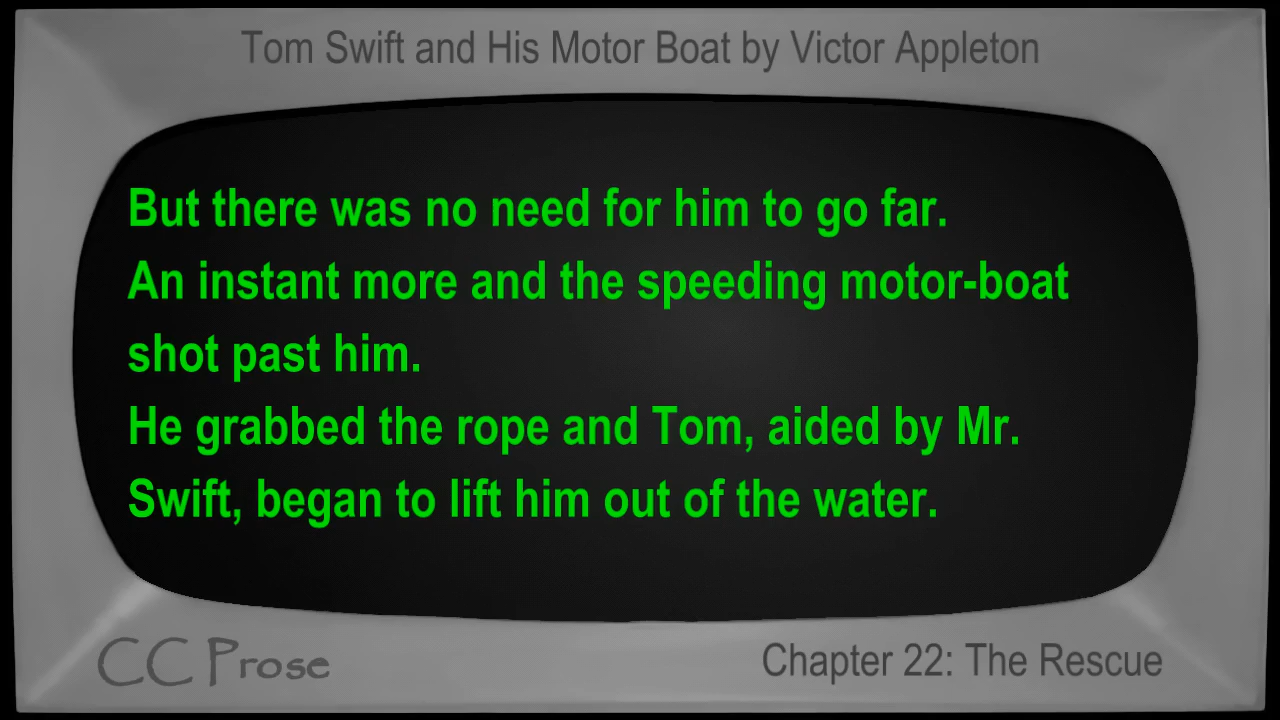 Tom Swift and His Motor Boat by Victor Appleton
But there was no need for him to go far.
An instant more and the speeding motor-boat
shot past him.
He grabbed the rope and Tom, aided by Mr.
Swift, began to lift him out of the water.
CC Prose
Chapter 22: The Rescue